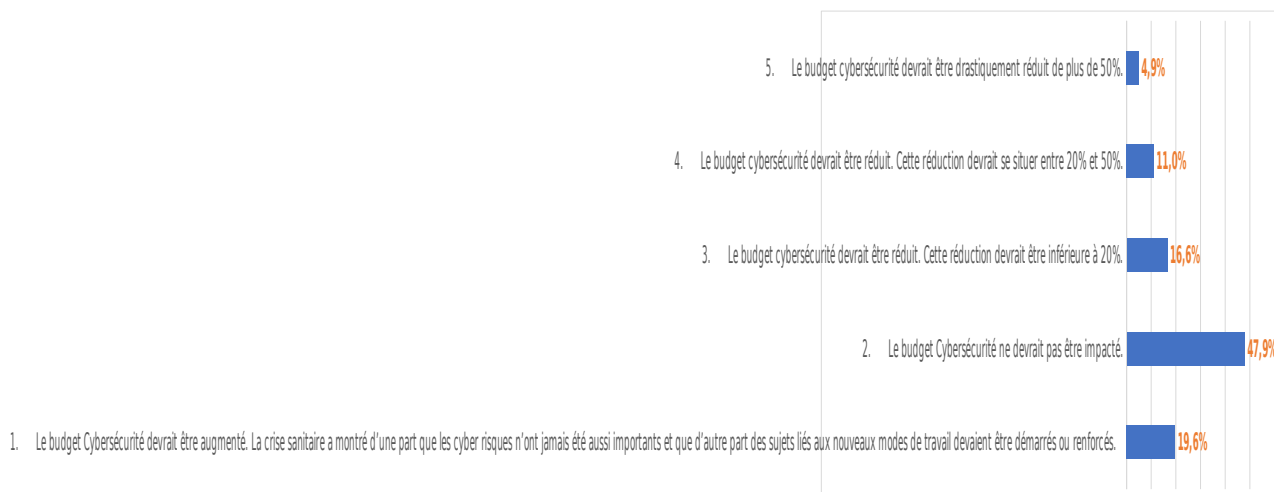 5. Le budget cybersécurité devrait être drastiquement réduit de plus de 50%. 4,9%
4. Le budget cybersécurité devrait être réduit. Cette réduction devrait se situer entre 20% et 50%. 11,0%
3. Le budget cybersécurité devrait être réduit. Cette réduction devrait être inférieure à 20%. 16,6%
2. Le budget Cybersécurité ne devrait pas être impacté. 47,9%
1. Le budget Cybersécurité devrait être augmenté. La crise sanitaire a montré d’une part que les cyber risques n’ont jamais été aussi importants et que d’autre part des sujets liés aux nouveaux modes de travail devaient être démarrés ou renforcés. 19,6%